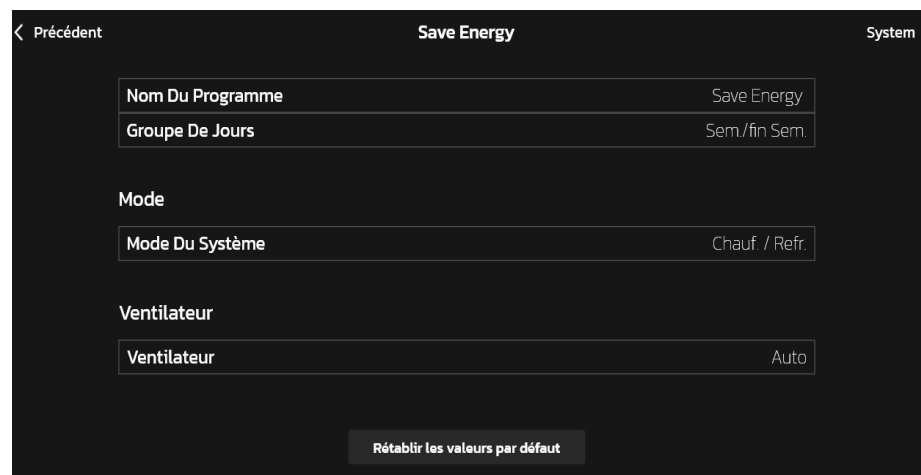 Précédent Save Energy System
Nom Du Programme Save Energy
Groupe De Jours Sem./fin Sem.
Mode
Mode Du Système Chauf. / Refr.
Ventilateur
Ventilateur Auto
Rétablir les valeurs par défaut